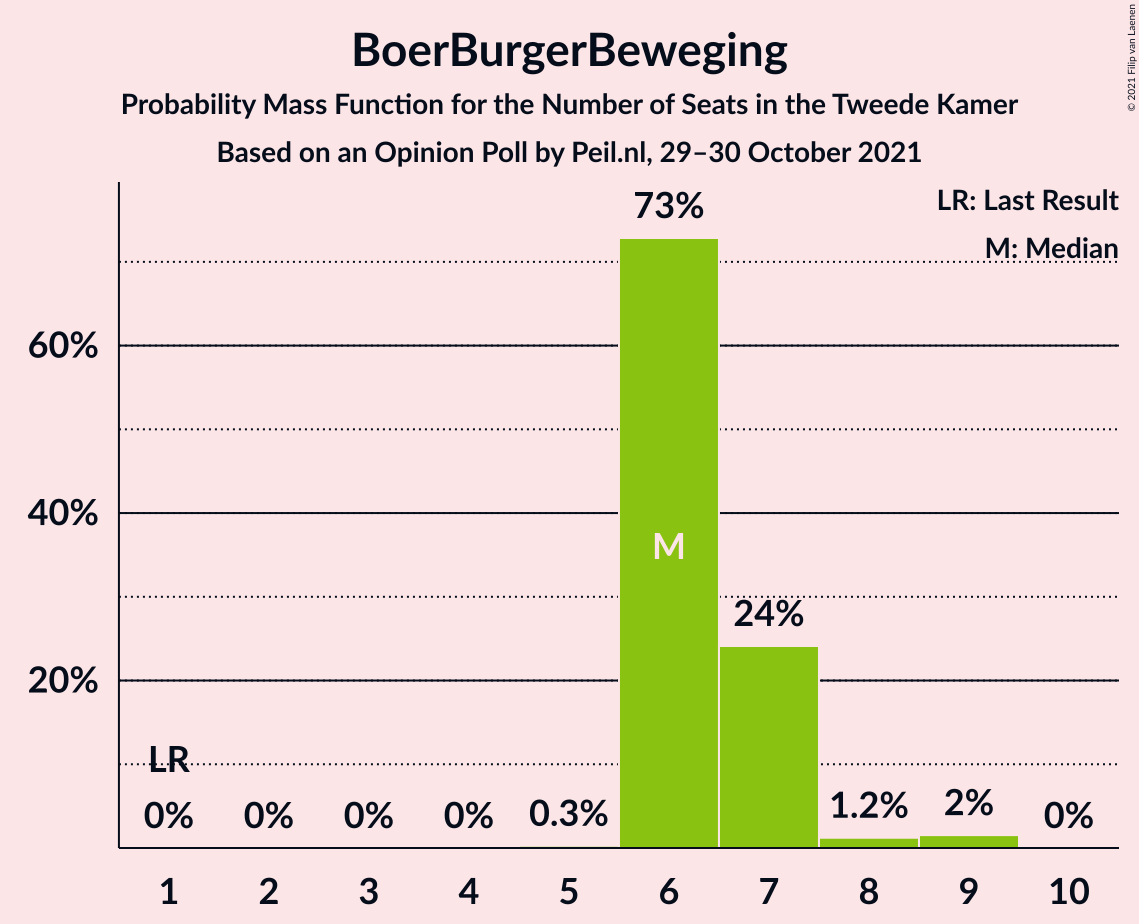 BoerBurgerBeweging
Probability Mass Function for the Number of Seats in the Tweede Kamer
Based on an Opinion Poll by Peil.nl, 29–30 October 2021
© 2021 Filip van Laenen
LR: Last Result
M: Median
73%
60%
40%
M
24%
20%
LR
0% 0% 0% 0% 0.3% 1.2% 2% 0%
1 2 3 4 5 6 7 8 9 10